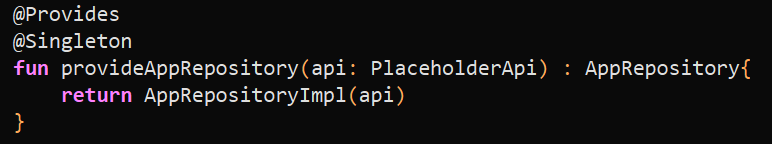 @Provides
@Singleton
fun provideAppRepository(api: PlaceholderApi) : AppRepository{
    return AppRepositoryImpl(api)
}